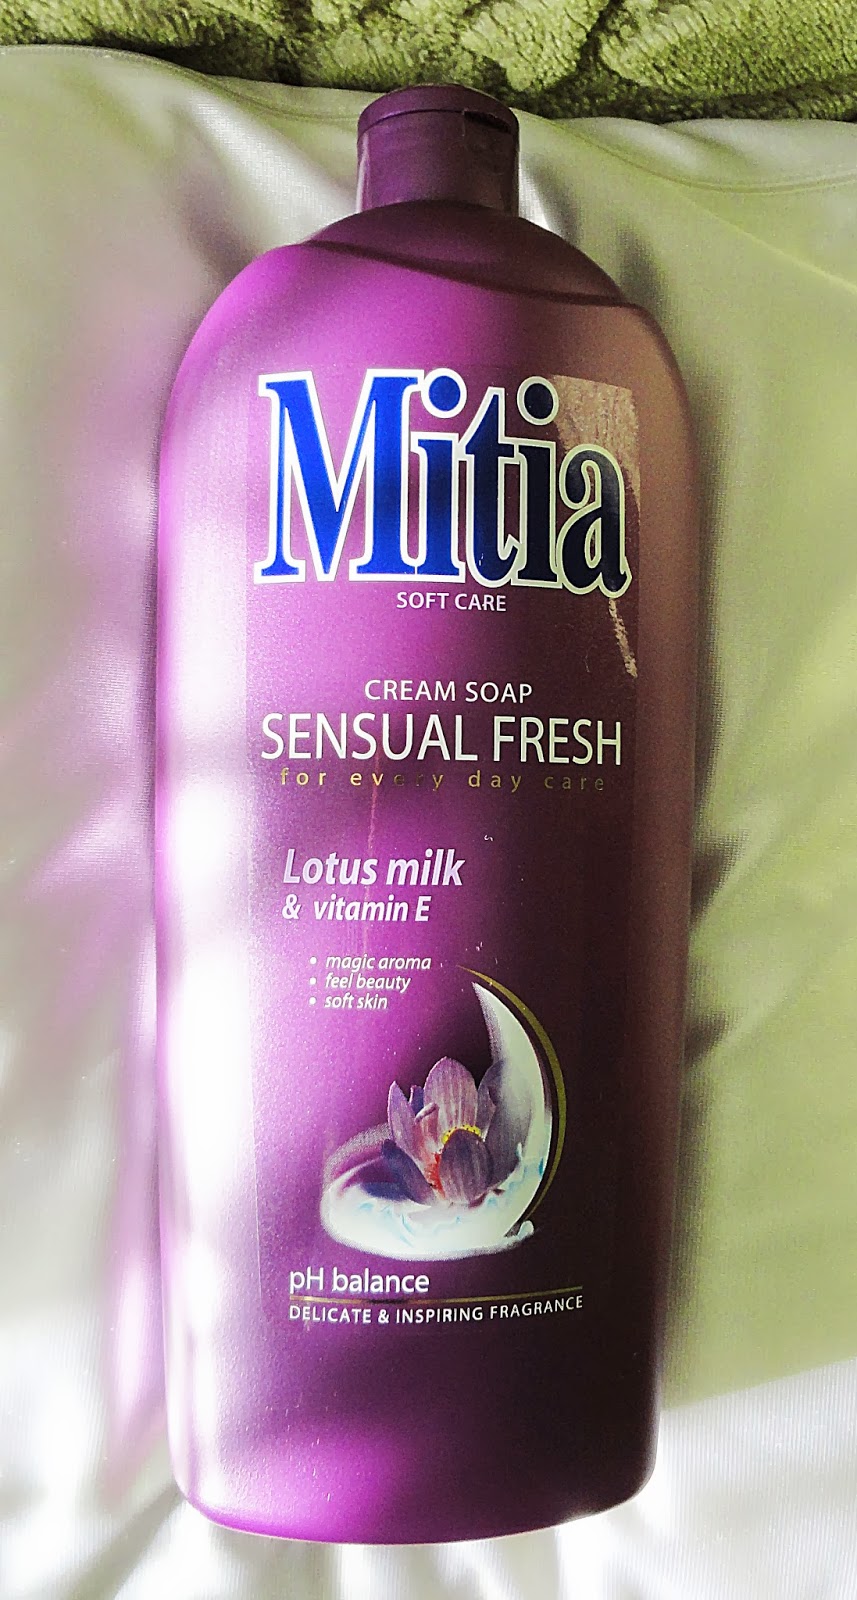 Mitia
SOFT CARE
CREAM SOAP
SENSUAL FRESH
for every day care
Lotus milk
& vitamin E
• magic aroma
• feel beauty
• soft skin
pH balance
DELICATE & INSPIRING FRAGRANCE